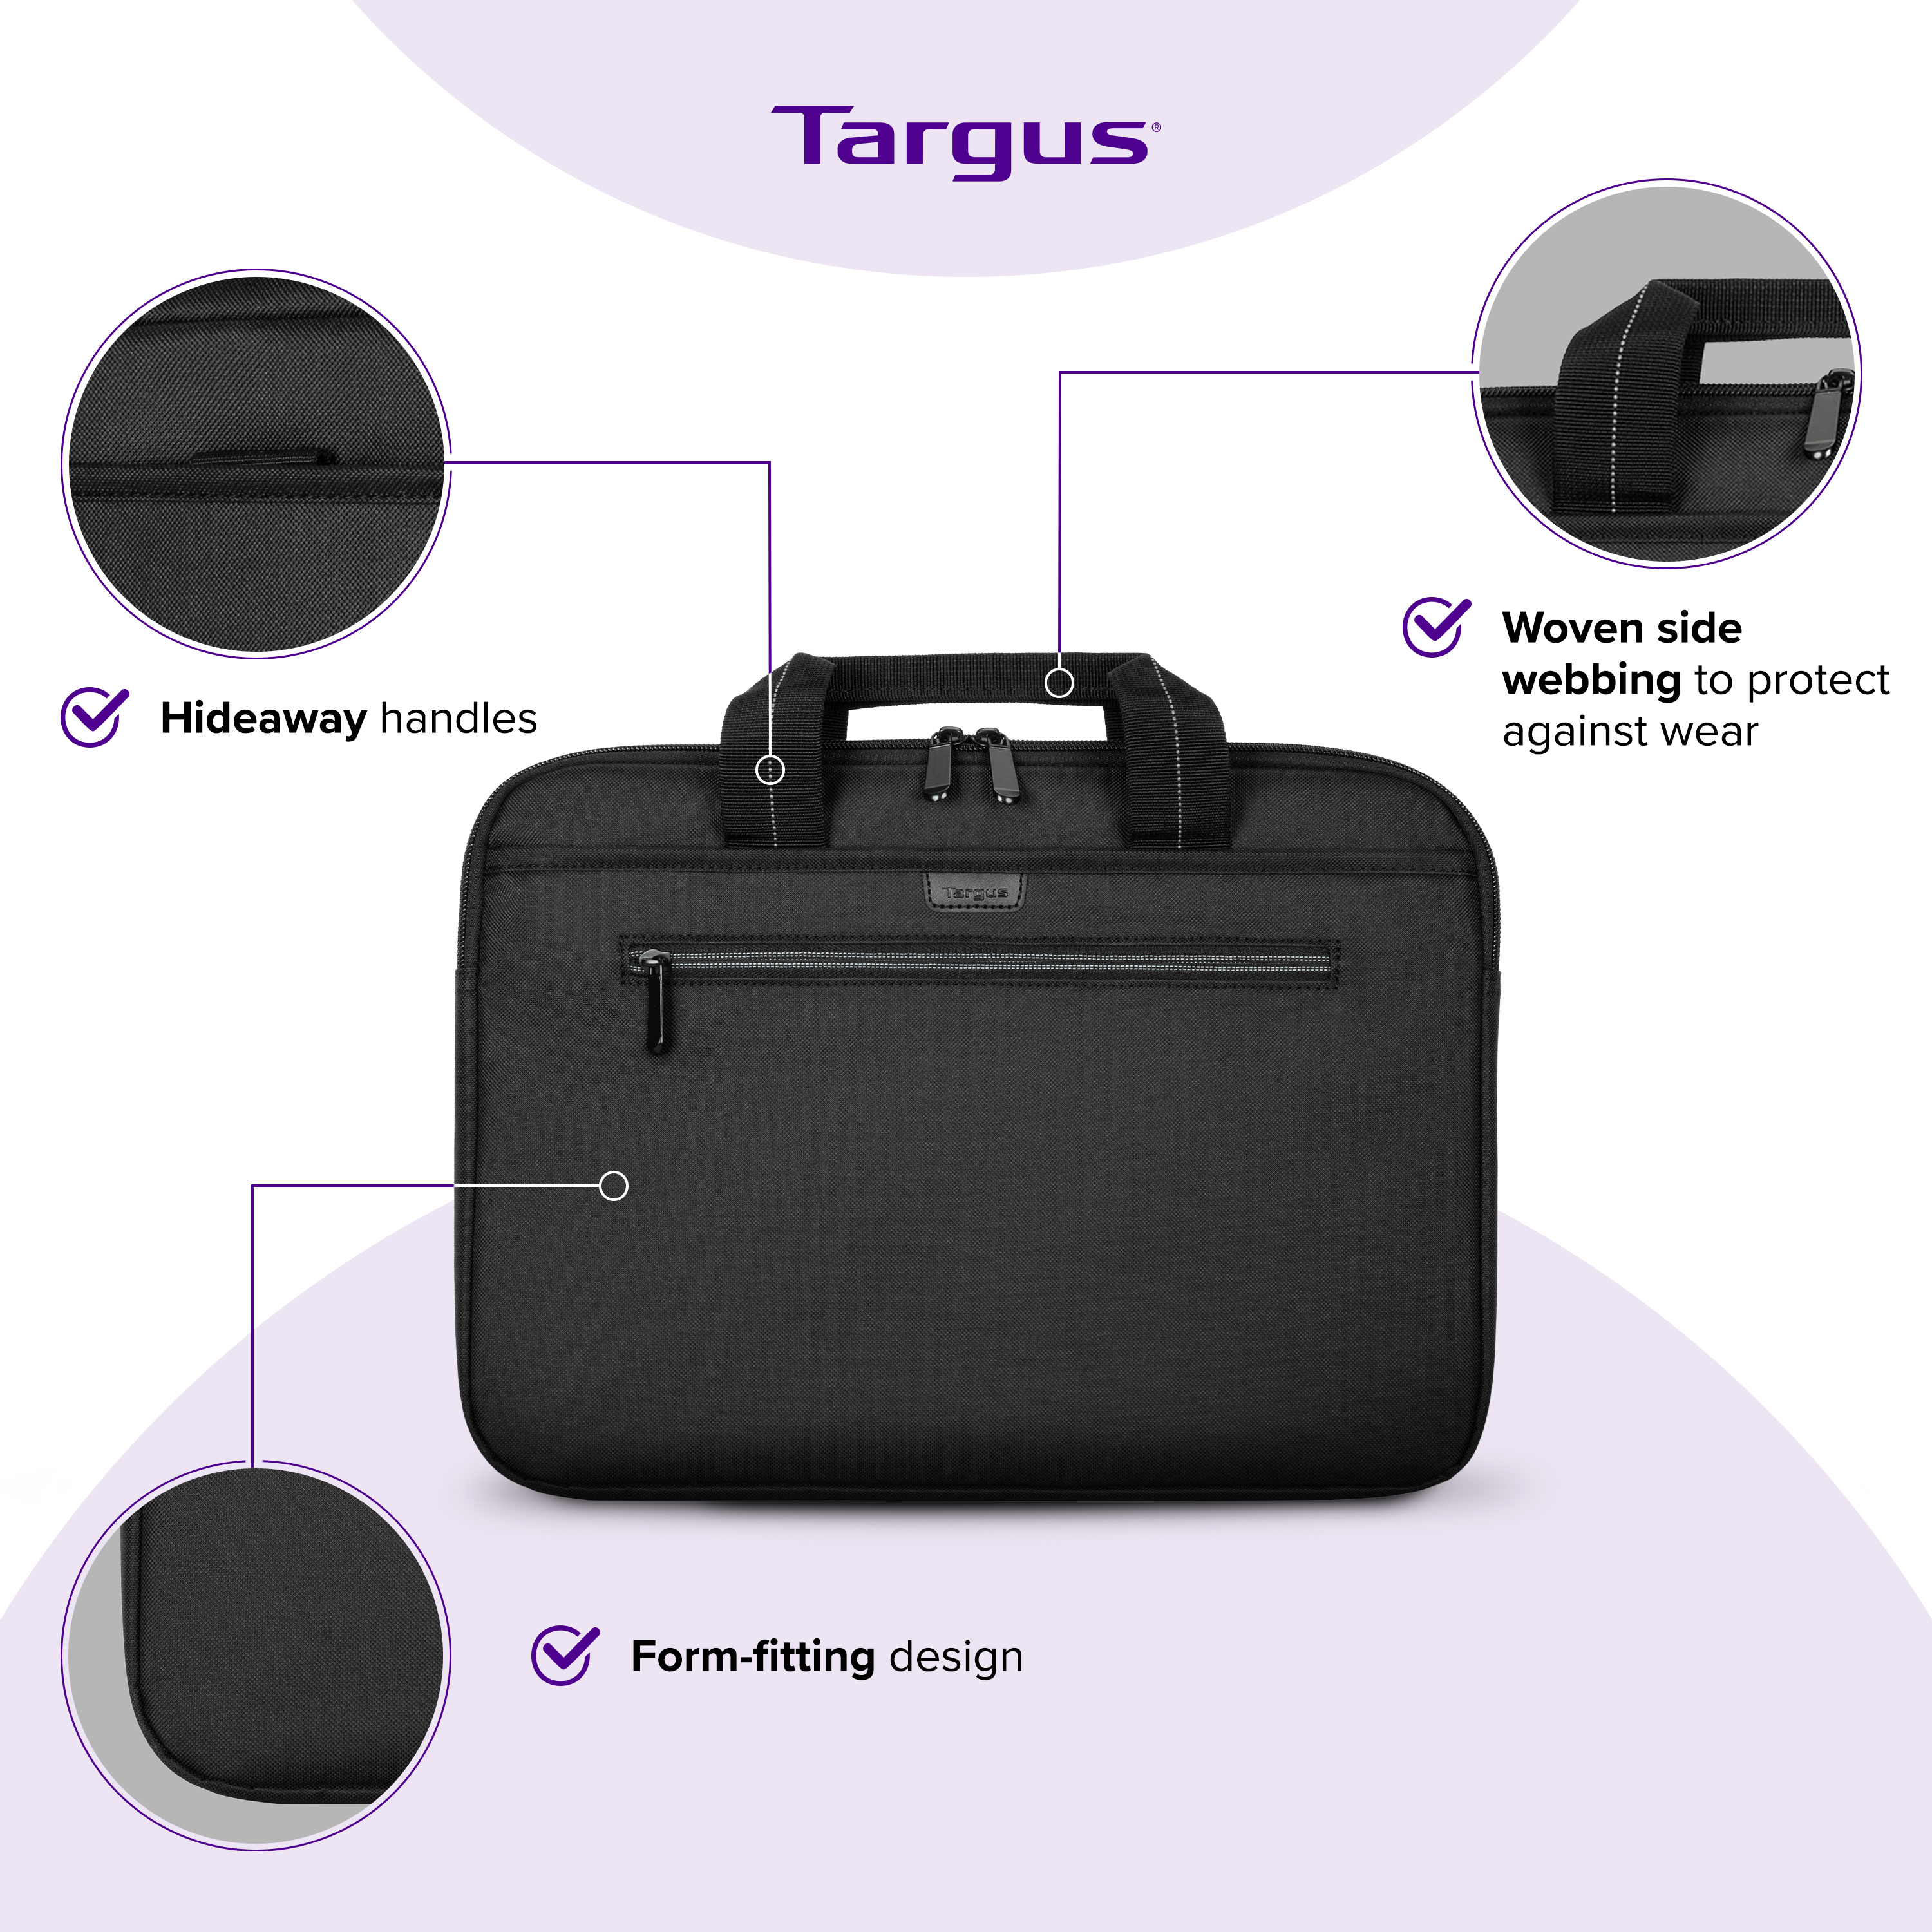 Targus®
Hideaway handles
Woven side
webbing to protect
against wear
Targus
Form-fitting design